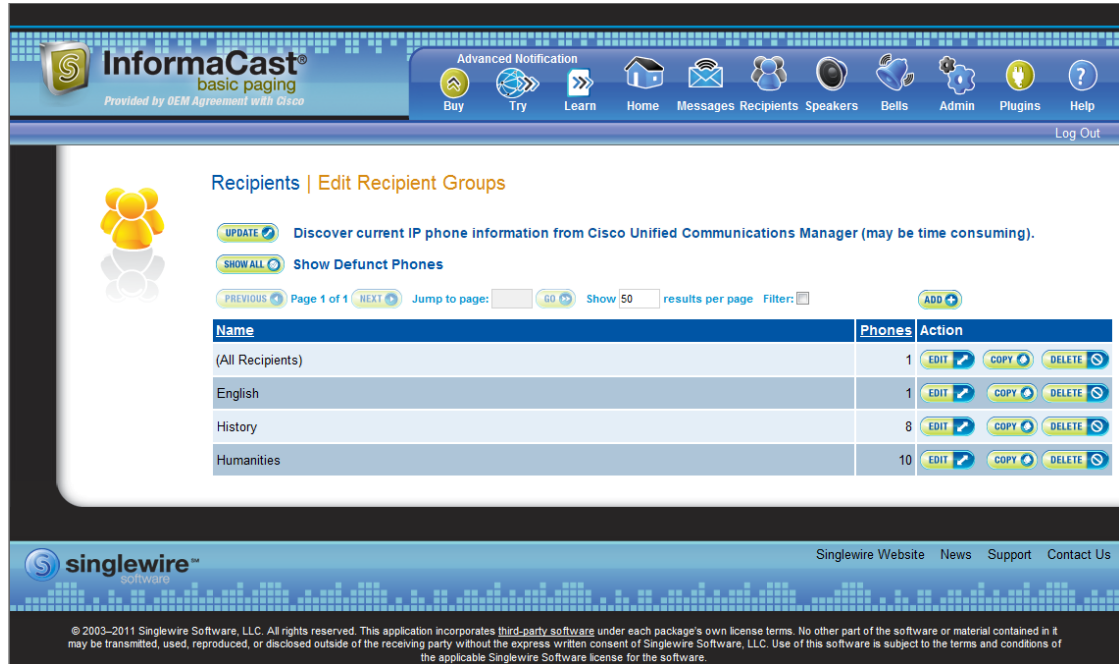 InformaCast®
basic paging
Provided by OEM Agreement with Cisco
Advanced Notification
Buy Try Learn Home Messages Recipients Speakers Bells Admin Plugins Help
Log Out
Recipients | Edit Recipient Groups
UPDATE Discover current IP phone information from Cisco Unified Communications Manager (may be time consuming).
SHOW ALL Show Defunct Phones
PREVIOUS Page 1 of 1 NEXT Jump to page: GO Show 50 results per page Filter: ADD
Name Phones Action
(All Recipients) 1 EDIT COPY DELETE
English 1 EDIT COPY DELETE
History 8 EDIT COPY DELETE
Humanities 10 EDIT COPY DELETE
singlewire℠
software
Singlewire Website News Support Contact Us
© 2003–2011 Singlewire Software, LLC. All rights reserved. This application incorporates third-party software under each package's own license terms. No other part of the software or material contained in it
may be transmitted, used, reproduced, or disclosed outside of the receiving party without the express written consent of Singlewire Software, LLC. Use of this software is subject to the terms and conditions of
the applicable Singlewire Software license for the software.